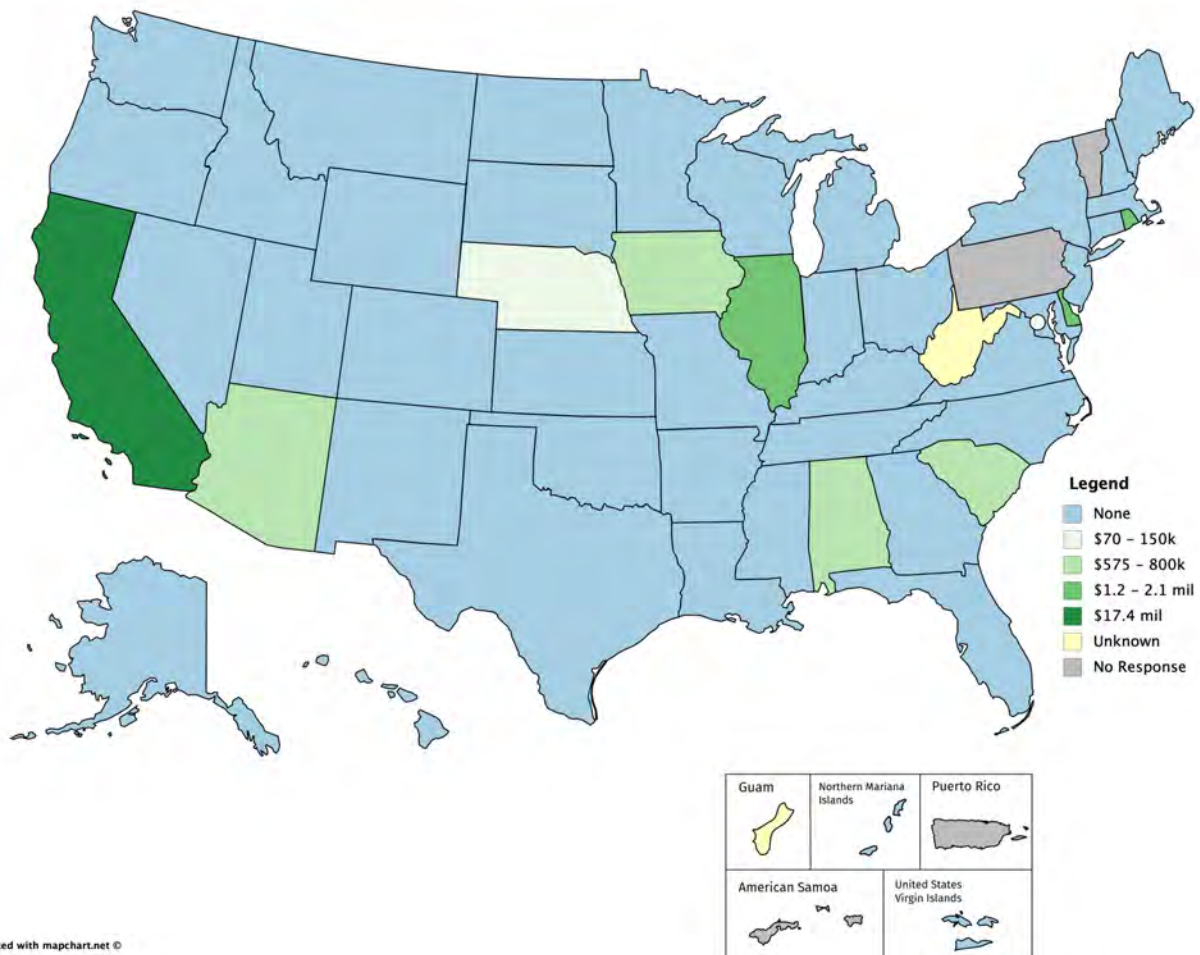 Legend
None
$70 – 150k
$575 – 800k
$1.2 – 2.1 mil
$17.4 mil
Unknown
No Response
Guam
Northern Mariana
Islands
Puerto Rico
American Samoa
United States
Virgin Islands
ted with mapchart.net ©